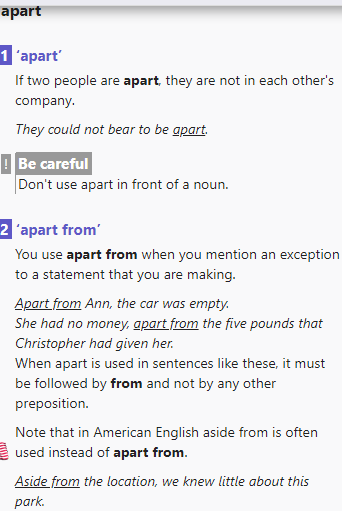 apart
1 ‘apart’
If two people are apart, they are not in each other's
company.
They could not bear to be apart.
! Be careful
Don't use apart in front of a noun.
2 ‘apart from’
You use apart from when you mention an exception
to a statement that you are making.
Apart from Ann, the car was empty.
She had no money, apart from the five pounds that
Christopher had given her.
When apart is used in sentences like these, it must
be followed by from and not by any other
preposition.
Note that in American English aside from is often
used instead of apart from.
Aside from the location, we knew little about this
park.